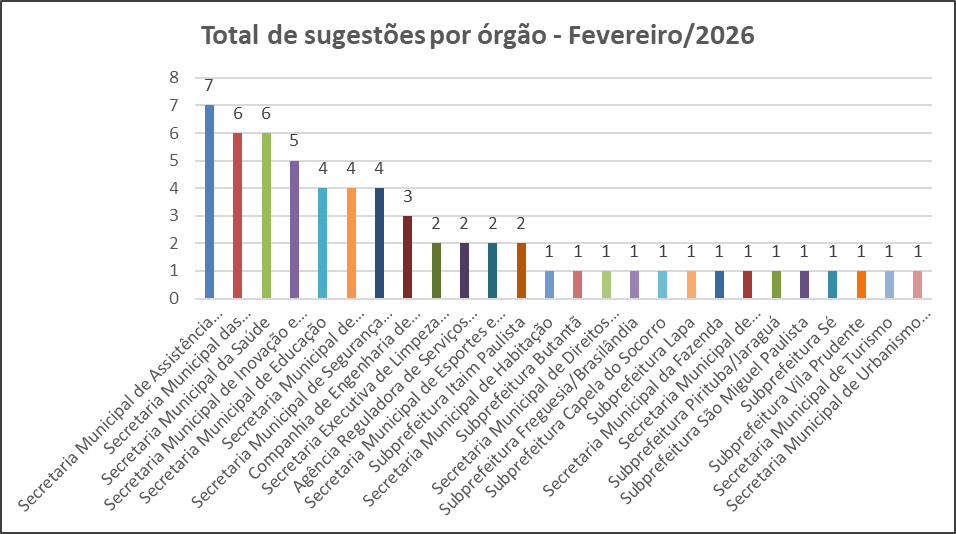 Total de sugestões por órgão - Fevereiro/2026
8
7
6
5
4
3
2
1
0
7
6
6
5
4
4
4
3
2
2
2
2
1
1
1
1
1
1
1
1
1
1
1
1
1
1
Secretaria Municipal de Assistência...
Secretaria Municipal das...
Secretaria Municipal da Saúde
Secretaria Municipal de Inovação e...
Secretaria Municipal de Educação
Secretaria Municipal de...
Secretaria Municipal de Segurança...
Companhia de Engenharia de...
Secretaria Executiva de Limpeza...
Agência Reguladora de Serviços...
Secretaria Municipal de Esportes e...
Subprefeitura Itaim Paulista
Secretaria Municipal de Habitação
Subprefeitura Butantã
Secretaria Municipal de Direitos...
Subprefeitura Freguesia/Brasilândia
Subprefeitura Capela do Socorro
Subprefeitura Lapa
Secretaria Municipal da Fazenda
Secretaria Municipal de...
Subprefeitura Pirituba/Jaraguá
Subprefeitura São Miguel Paulista
Subprefeitura Sé
Subprefeitura Vila Prudente
Secretaria Municipal de Turismo
Secretaria Municipal de Urbanismo...